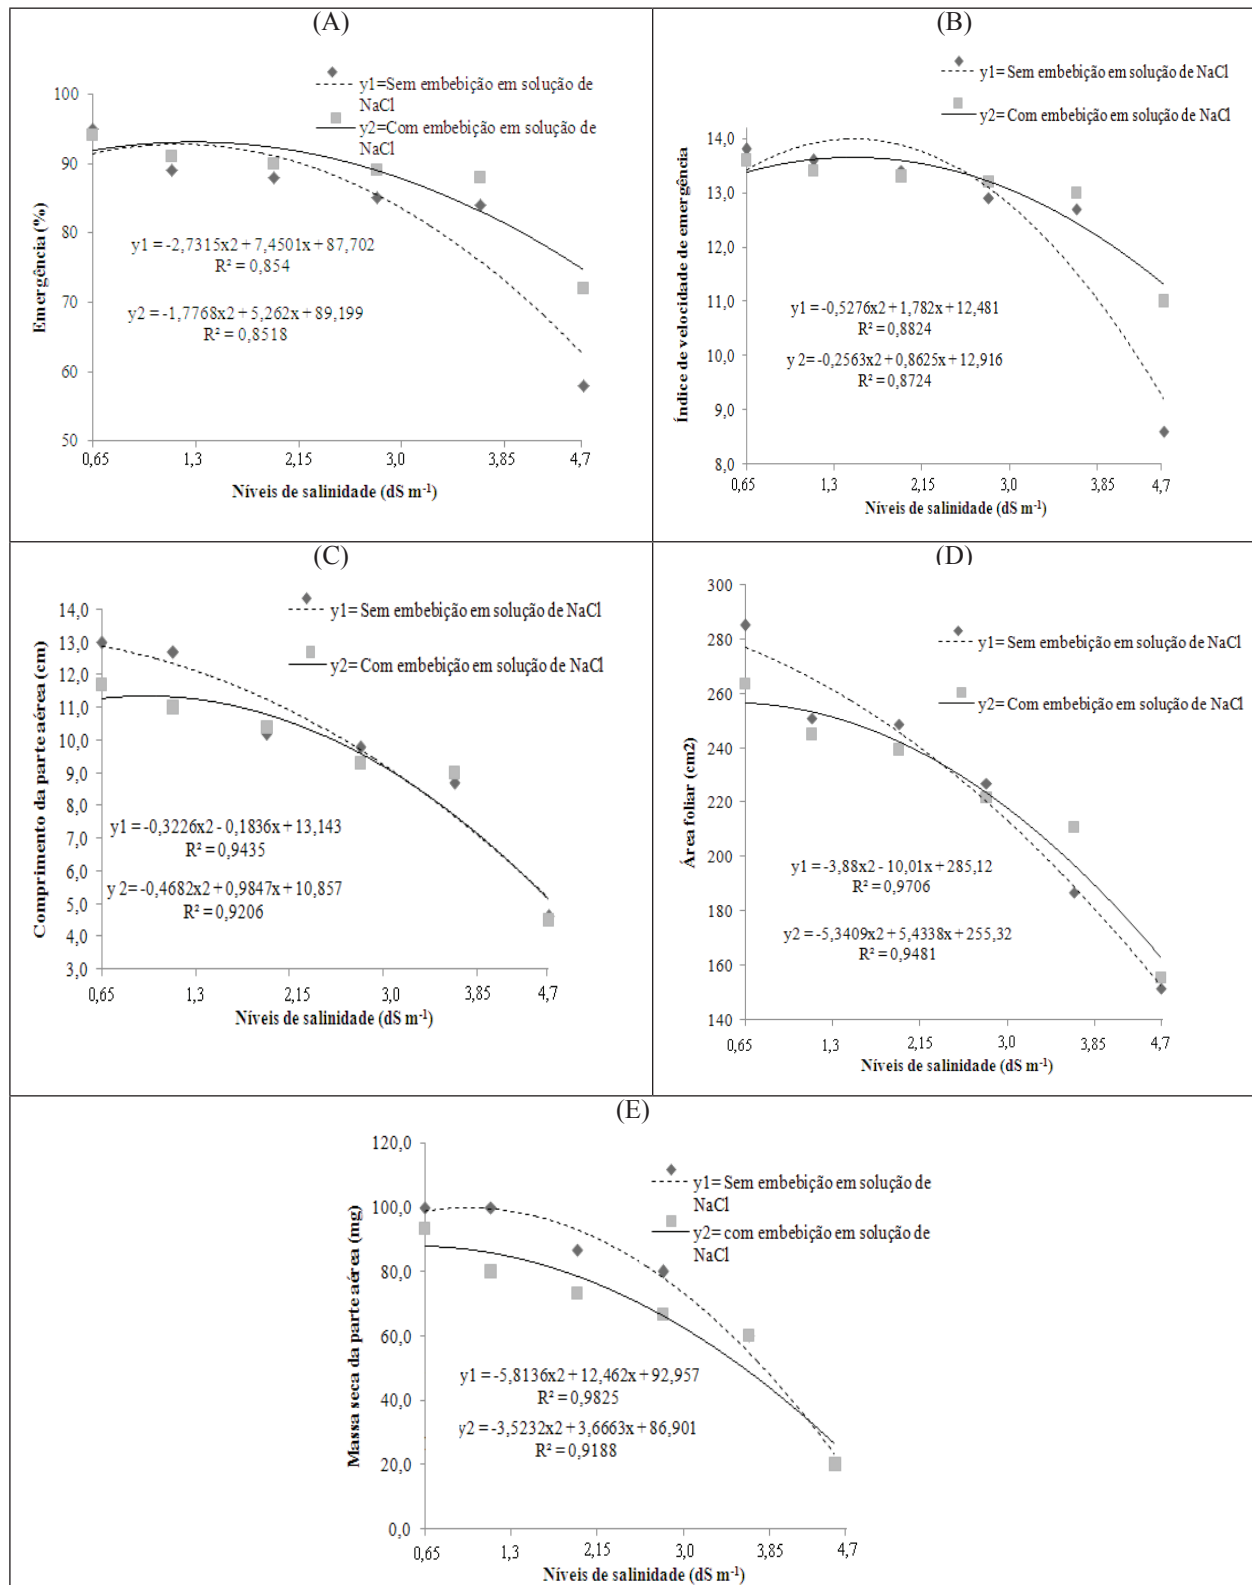 (A)
y1=Sem embebição em solução de
NaCl
y2=Com embebição em solução de
NaCl
100
90
80
70
60
50
Emergência (%)
y1 = -2,7315x2 + 7,4501x + 87,702
R² = 0,854
y2 = -1,7768x2 + 5,262x + 89,199
R² = 0,8518
0,65 1,3 2,15 3,0 3,85 4,7
Níveis de salinidade (dS m-1)
(B)
y1= Sem embebição em solução de NaCl
y2= Com embebição em solução de NaCl
14,0
13,0
12,0
11,0
10,0
9,0
8,0
Índice de velocidade de emergência
y1 = -0,5276x2 + 1,782x + 12,481
R² = 0,8824
y 2= -0,2563x2 + 0,8625x + 12,916
R² = 0,8724
0,65 1,3 2,15 3,0 3,85 4,7
Níveis de salinidade (dS m-1)
(C)
y1= Sem embebição em solução de NaCl
y2= Com embebição em solução de NaCl
14,0
13,0
12,0
11,0
10,0
9,0
8,0
7,0
6,0
5,0
4,0
3,0
Comprimento da parte aérea (cm)
y1 = -0,3226x2 - 0,1836x + 13,143
R² = 0,9435
y 2= -0,4682x2 + 0,9847x + 10,857
R² = 0,9206
0,65 1,3 2,15 3,0 3,85 4,7
Níveis de salinidade (dS m-1)
(D)
y1= Sem embebição em solução de NaCl
y2= Com embebição em solução de NaCl
300
280
260
240
220
200
180
160
140
Área foliar (cm2)
y1 = -3,88x2 - 10,01x + 285,12
R² = 0,9706
y2 = -5,3409x2 + 5,4338x + 255,32
R² = 0,9481
0,65 1,3 2,15 3,0 3,85 4,7
Níveis de salinidade (dS m-1)
(E)
y1= Sem embebição em solução de
NaCl
y2= com embebição em solução de
NaCl
120,0
100,0
80,0
60,0
40,0
20,0
0,0
Massa seca da parte aérea (mg)
y1 = -5,8136x2 + 12,462x + 92,957
R² = 0,9825
y2 = -3,5232x2 + 3,6663x + 86,901
R² = 0,9188
0,65 1,3 2,15 3,0 3,85 4,7
Níveis de salinidade (dS m-1)